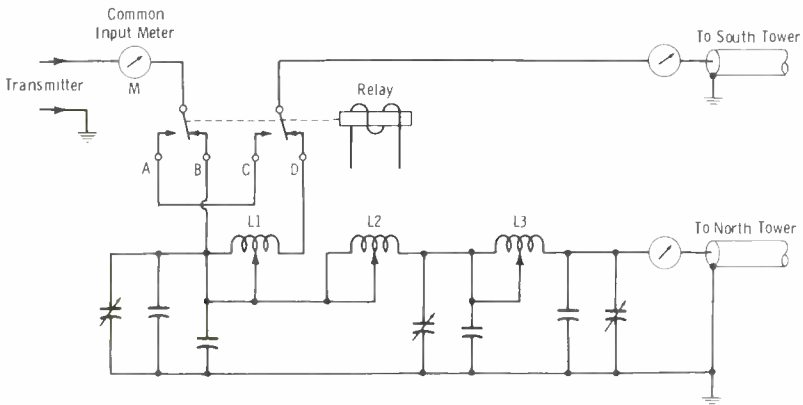 Common
Input Meter
To South Tower
Transmitter
M
Relay
A
B
C
D
L1
L2
L3
To North Tower